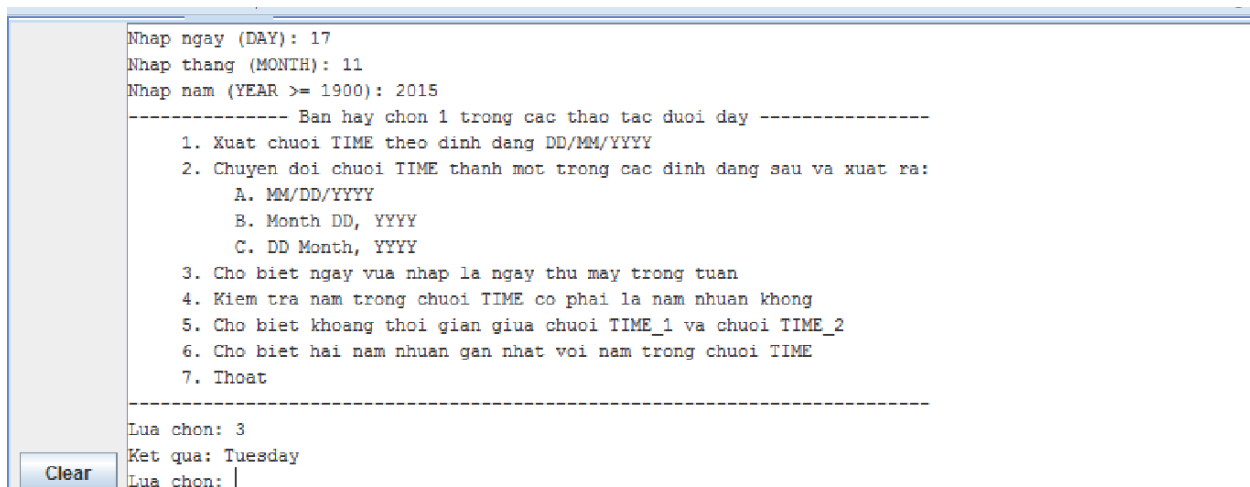 Nhap ngay (DAY): 17
Nhap thang (MONTH): 11
Nhap nam (YEAR >= 1900): 2015
--------------- Ban hay chon 1 trong cac thao tac duoi day ----------------
1. Xuat chuoi TIME theo dinh dang DD/MM/YYYY
2. Chuyen doi chuoi TIME thanh mot trong cac dinh dang sau va xuat ra:
A. MM/DD/YYYY
B. Month DD, YYYY
C. DD Month, YYYY
3. Cho biet ngay vua nhap la ngay thu may trong tuan
4. Kiem tra nam trong chuoi TIME co phai la nam nhuan khong
5. Cho biet khoang thoi gian giua chuoi TIME_1 va chuoi TIME_2
6. Cho biet hai nam nhuan gan nhat voi nam trong chuoi TIME
7. Thoat
---------------------------------------------------------------------------
Lua chon: 3
Ket qua: Tuesday
Lua chon:
Clear